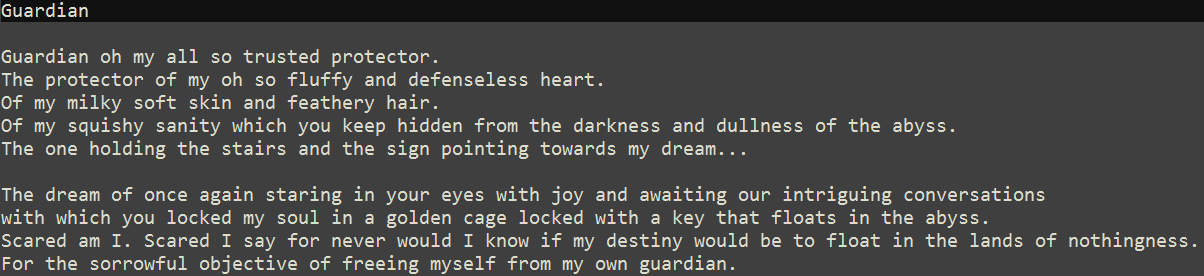 Guardian
Guardian oh my all so trusted protector.
The protector of my oh so fluffy and defenseless heart.
Of my milky soft skin and feathery hair.
Of my squishy sanity which you keep hidden from the darkness and dullness of the abyss.
The one holding the stairs and the sign pointing towards my dream...
The dream of once again staring in your eyes with joy and awaiting our intriguing conversations
with which you locked my soul in a golden cage locked with a key that floats in the abyss.
Scared am I. Scared I say for never would I know if my destiny would be to float in the lands of nothingness.
For the sorrowful objective of freeing myself from my own guardian.